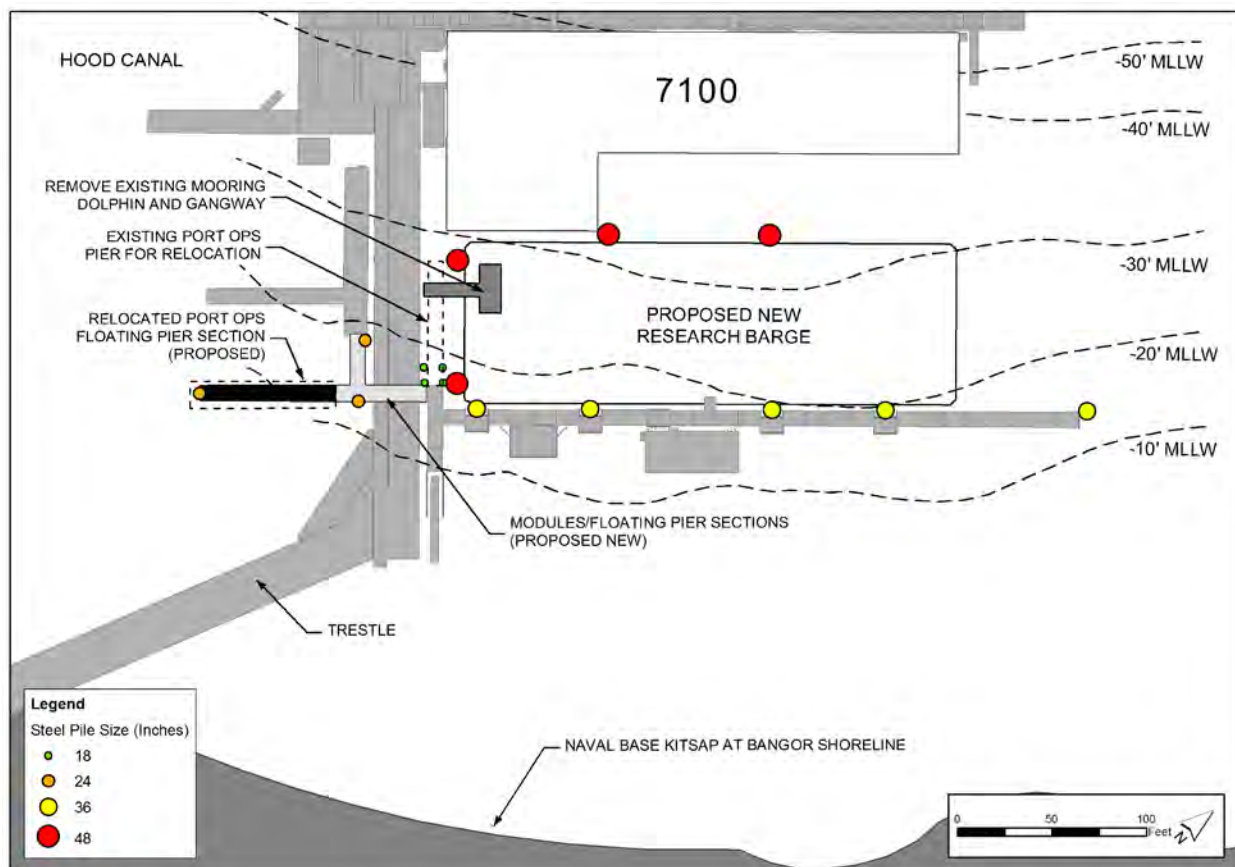 HOOD CANAL
7100
-50' MLLW
-40' MLLW
REMOVE EXISTING MOORING
DOLPHIN AND GANGWAY
EXISTING PORT OPS
PIER FOR RELOCATION
-30' MLLW
RELOCATED PORT OPS
FLOATING PIER SECTION
(PROPOSED)
PROPOSED NEW
RESEARCH BARGE
-20' MLLW
-10' MLLW
MODULES/FLOATING PIER SECTIONS
(PROPOSED NEW)
TRESTLE
NAVAL BASE KITSAP AT BANGOR SHORELINE
Legend
Steel Pile Size (Inches)
18
24
36
48
0 50 100
Feet
N